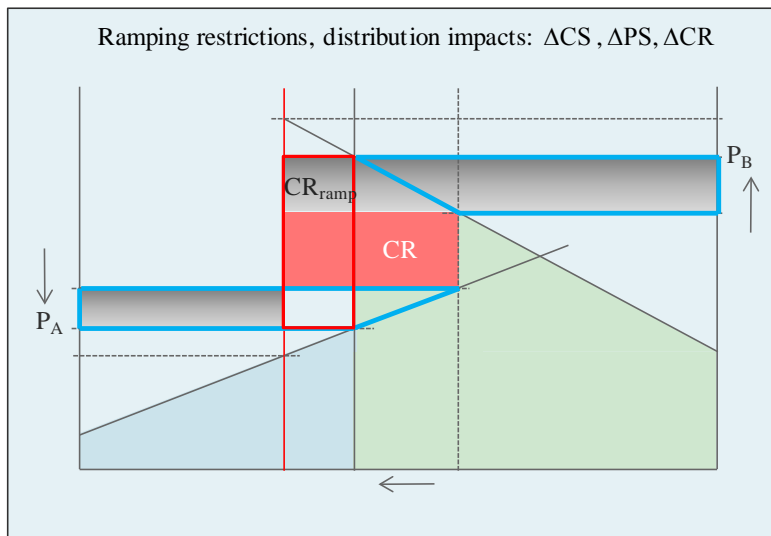 Ramping restrictions, distribution impacts: ΔCS , ΔPS, ΔCR
P_B
CR_ramp
CR
P_A